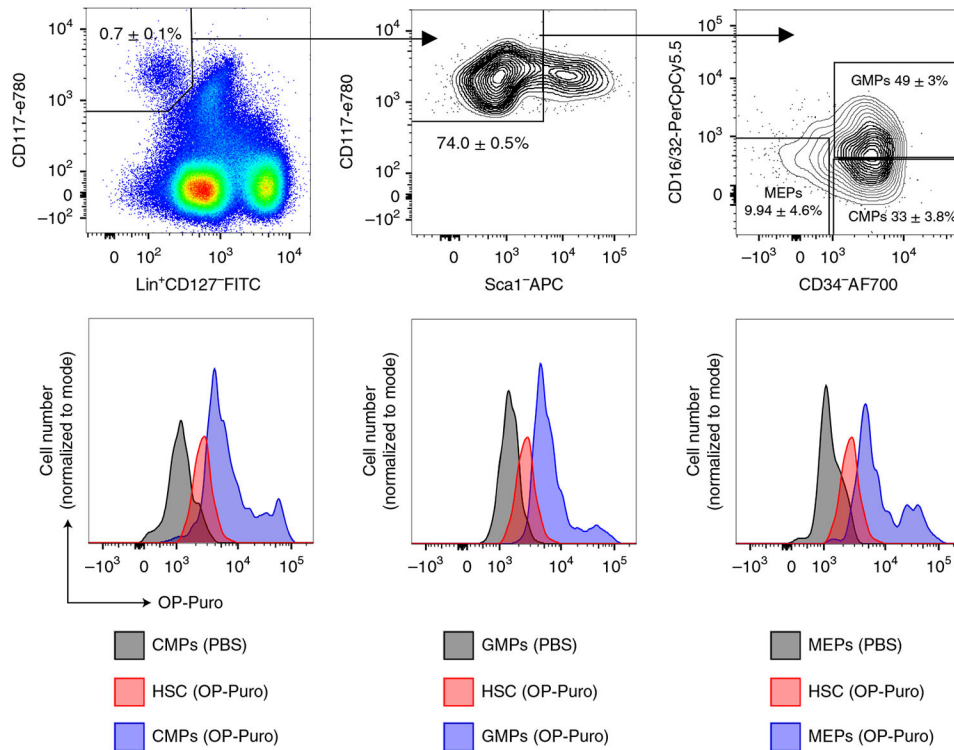 10⁴
10³
10²
0
−10²
0.7 ± 0.1%
CD117-e780
0 10² 10³ 10⁴
Lin⁺CD127⁻FITC
10⁴
10³
10²
0
−10²
74.0 ± 0.5%
CD117-e780
0 10³ 10⁴ 10⁵
Sca1⁻APC
10⁵
10⁴
10³
0
GMPs 49 ± 3%
MEPs
9.94 ± 4.6%
CMPs 33 ± 3.8%
CD16/32-PerCpCy5.5
−10³ 0 10³ 10⁴
CD34⁻AF700
Cell number
(normalized to mode)
−10³ 0 10³ 10⁴ 10⁵
OP-Puro
Cell number
(normalized to mode)
−10³ 0 10³ 10⁴ 10⁵
Cell number
(normalized to mode)
−10³ 0 10³ 10⁴ 10⁵
CMPs (PBS)
HSC (OP-Puro)
CMPs (OP-Puro)
GMPs (PBS)
HSC (OP-Puro)
GMPs (OP-Puro)
MEPs (PBS)
HSC (OP-Puro)
MEPs (OP-Puro)